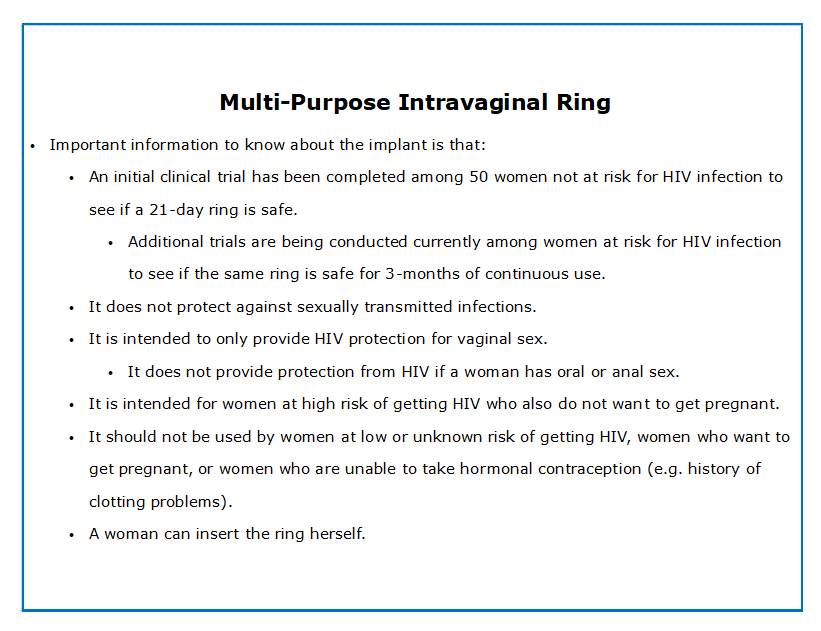 Multi-Purpose Intravaginal Ring
• Important information to know about the implant is that:
• An initial clinical trial has been completed among 50 women not at risk for HIV infection to
see if a 21-day ring is safe.
• Additional trials are being conducted currently among women at risk for HIV infection
to see if the same ring is safe for 3-months of continuous use.
• It does not protect against sexually transmitted infections.
• It is intended to only provide HIV protection for vaginal sex.
• It does not provide protection from HIV if a woman has oral or anal sex.
• It is intended for women at high risk of getting HIV who also do not want to get pregnant.
• It should not be used by women at low or unknown risk of getting HIV, women who want to
get pregnant, or women who are unable to take hormonal contraception (e.g. history of
clotting problems).
• A woman can insert the ring herself.